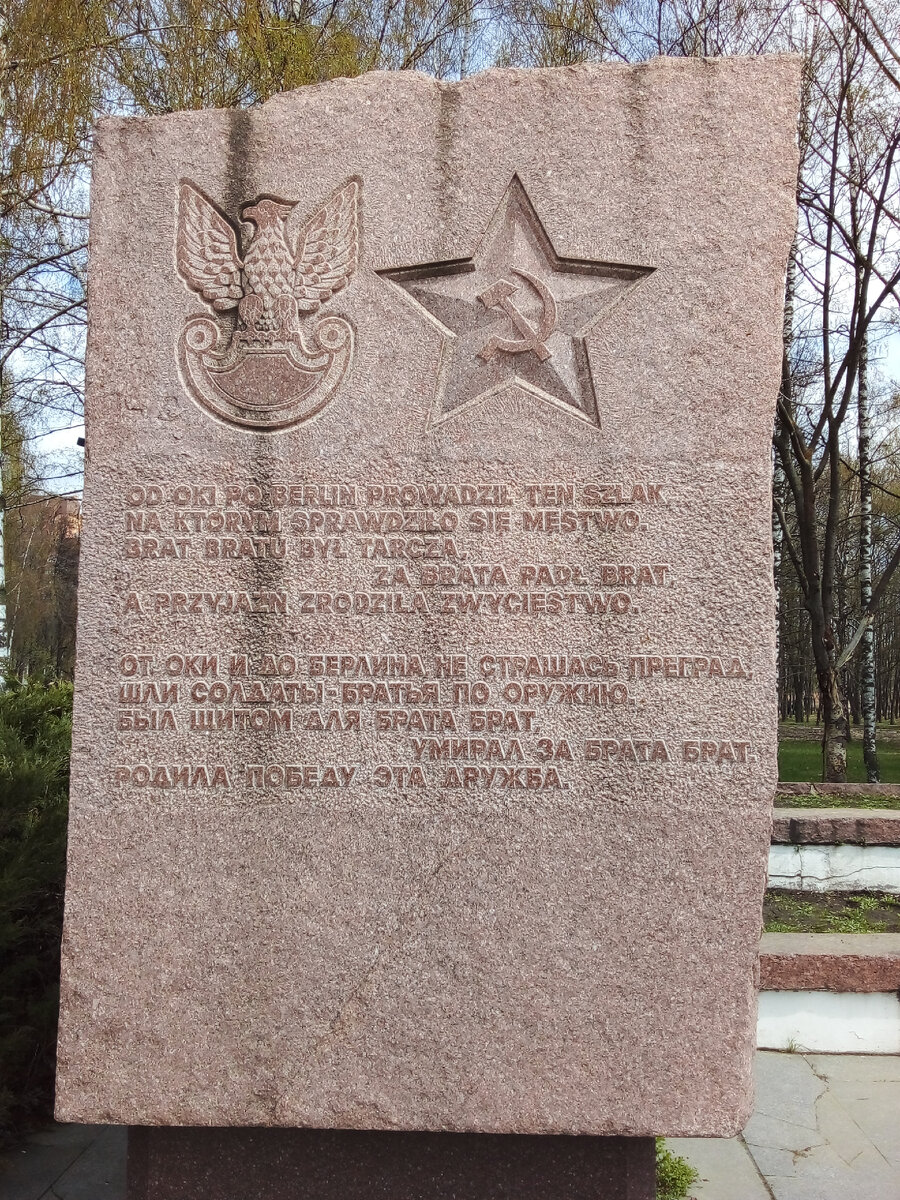 OD OKI PO BERLIN PROWADZIŁ TEN SZLAK
NA KTÓRYM SPRAWDZIŁO SIĘ MĘSTWO.
BRAT BRATU BYŁ TARCZĄ,
ZA BRATA PADŁ BRAT,
A PRZYJAŹŃ ZRODZIŁA ZWYCIĘSTWO.
ОТ ОКИ И ДО БЕРЛИНА НЕ СТРАШАСЬ ПРЕГРАД,
ШЛИ СОЛДАТЫ-БРАТЬЯ ПО ОРУЖИЮ.
БЫЛ ЩИТОМ ДЛЯ БРАТА БРАТ,
УМИРАЛ ЗА БРАТА БРАТ.
РОДИЛА ПОБЕДУ ЭТА ДРУЖБА.